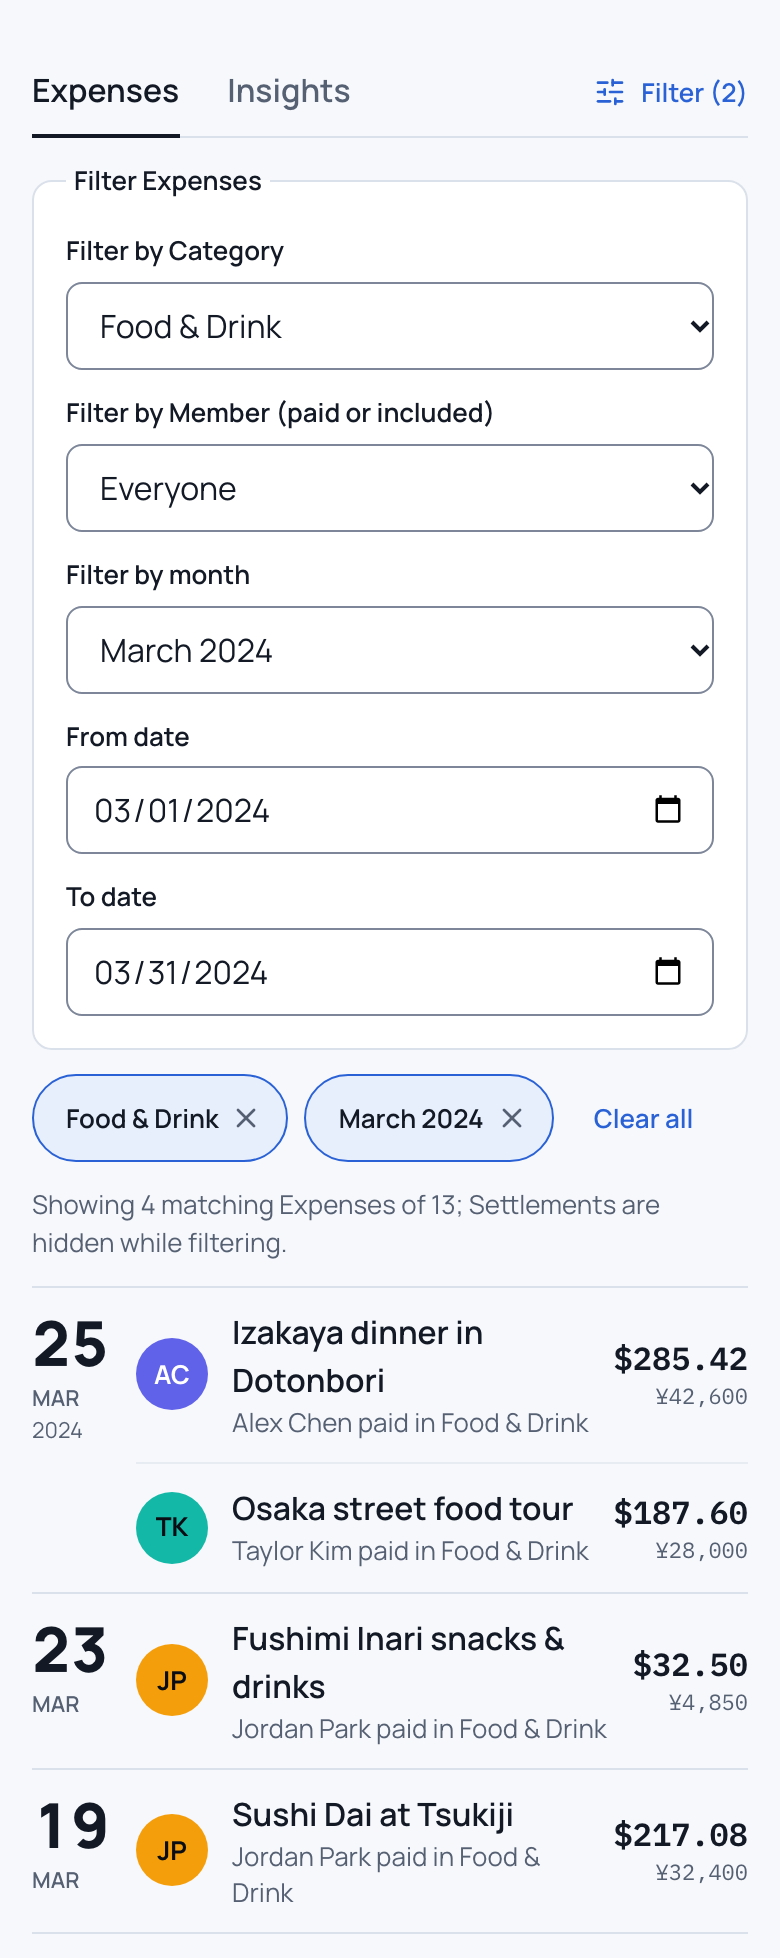 Expenses
Insights
Filter (2)
Filter Expenses
Filter by Category
Food & Drink
Filter by Member (paid or included)
Everyone
Filter by month
March 2024
From date
03/01/2024
To date
03/31/2024
Food & Drink
March 2024
Clear all
Showing 4 matching Expenses of 13; Settlements are
hidden while filtering.
25
MAR
2024
AC
Izakaya dinner in
Dotonbori
Alex Chen paid in Food & Drink
$285.42
¥42,600
TK
Osaka street food tour
Taylor Kim paid in Food & Drink
$187.60
¥28,000
23
MAR
JP
Fushimi Inari snacks &
drinks
Jordan Park paid in Food & Drink
$32.50
¥4,850
19
MAR
JP
Sushi Dai at Tsukiji
Jordan Park paid in Food &
Drink
$217.08
¥32,400